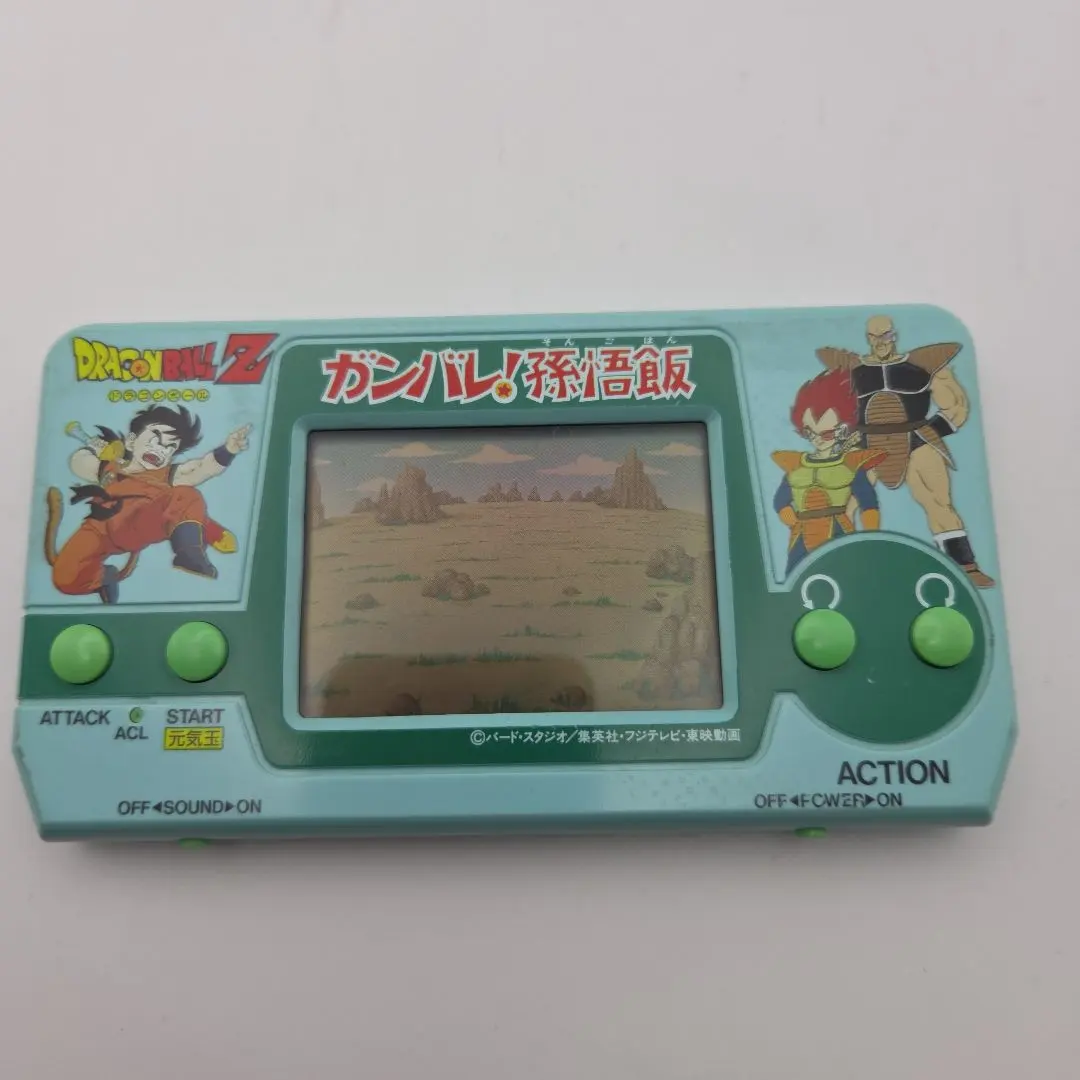 DRAGON BALL Z
ドラゴンボール
そんごはん
ガンバレ!孫悟飯
ATTACK
ACL
START
元気玉
©バード・スタジオ/集英社・フジテレビ・東映動画
ACTION
OFF◀SOUND▶ON
OFF◀POWER▶ON